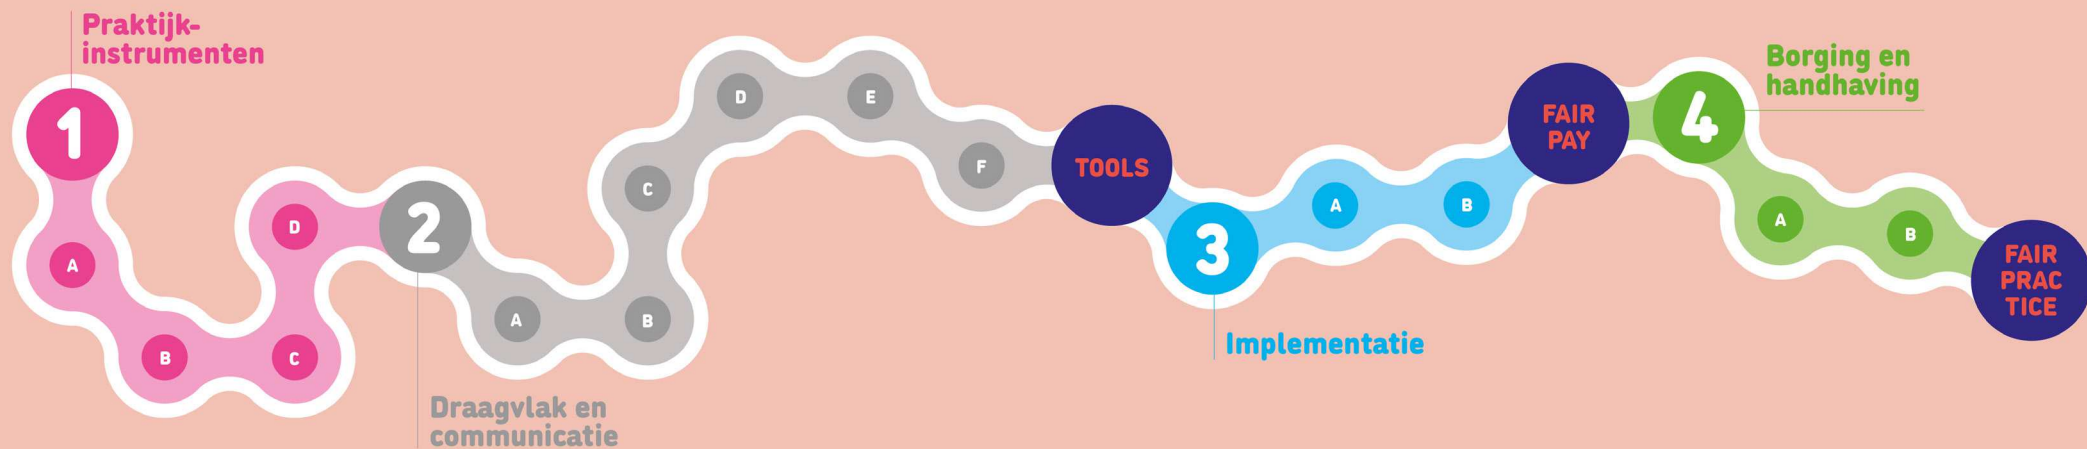 Praktijk-
instrumenten
1
A
B
C
D
2
Draagvlak en
communicatie
A
B
C
D
E
F
TOOLS
3
Implementatie
A
B
FAIR
PAY
4
Borging en
handhaving
A
B
FAIR
PRAC
TICE